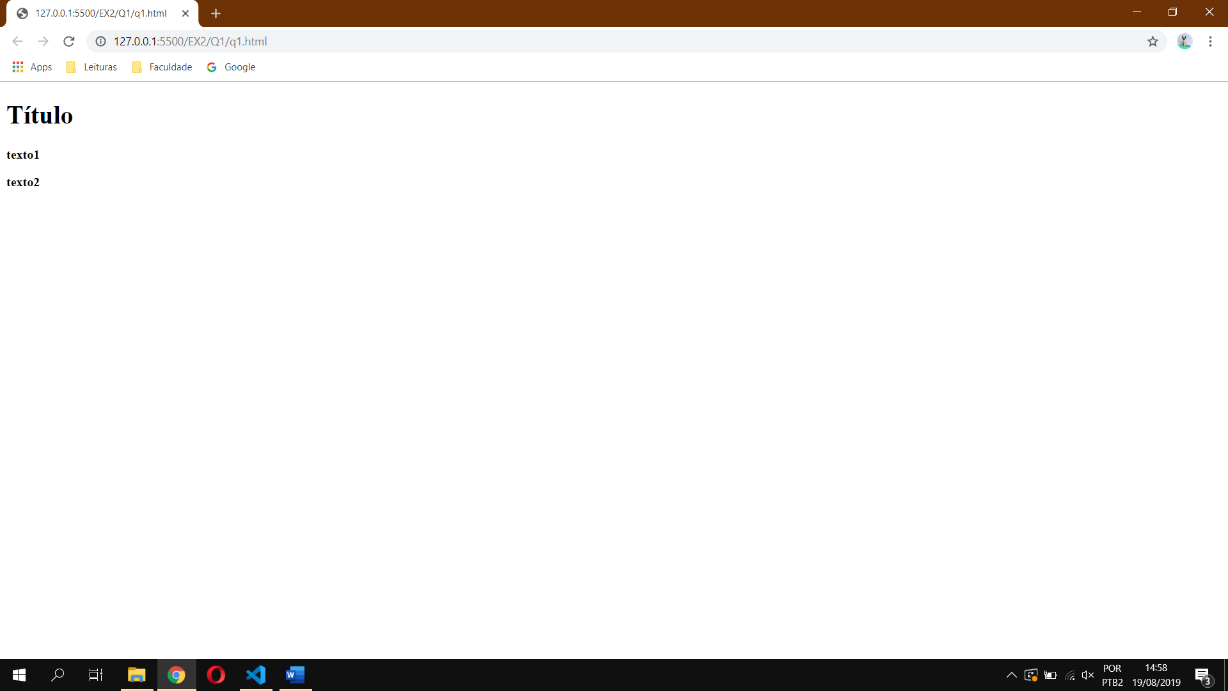 127.0.0.1:5500/EX2/Q1/q1.html
127.0.0.1:5500/EX2/Q1/q1.html
Apps Leituras Faculdade Google
Título
texto1
texto2
POR 14:58
PTB2 19/08/2019 3